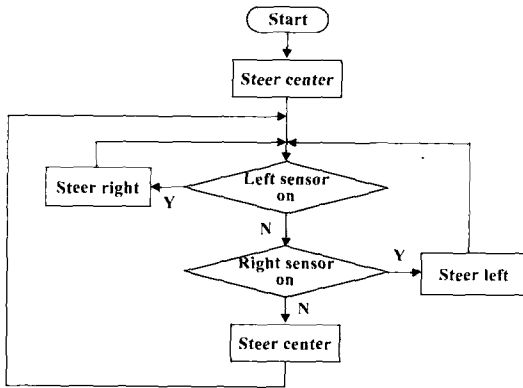 Start
Steer center
Left sensor
on
Steer right
Y
N
Right sensor
on
Y
Steer left
N
Steer center